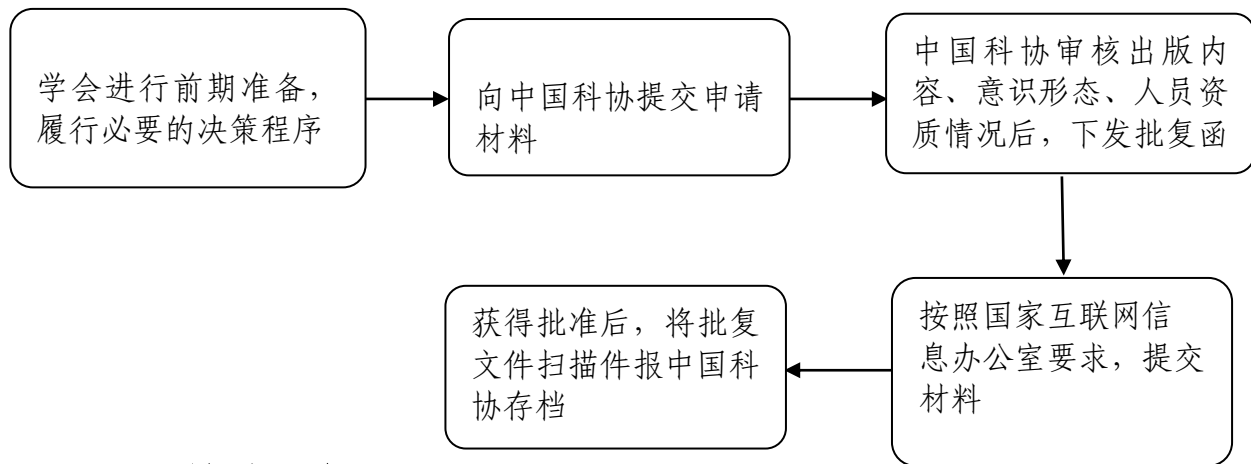 学会进行前期准备，
履行必要的决策程序
向中国科协提交申请
材料
中国科协审核出版内
容、意识形态、人员资
质情况后，下发批复函
按照国家互联网信
息办公室要求，提交
材料
获得批准后，将批复
文件扫描件报中国科
协存档